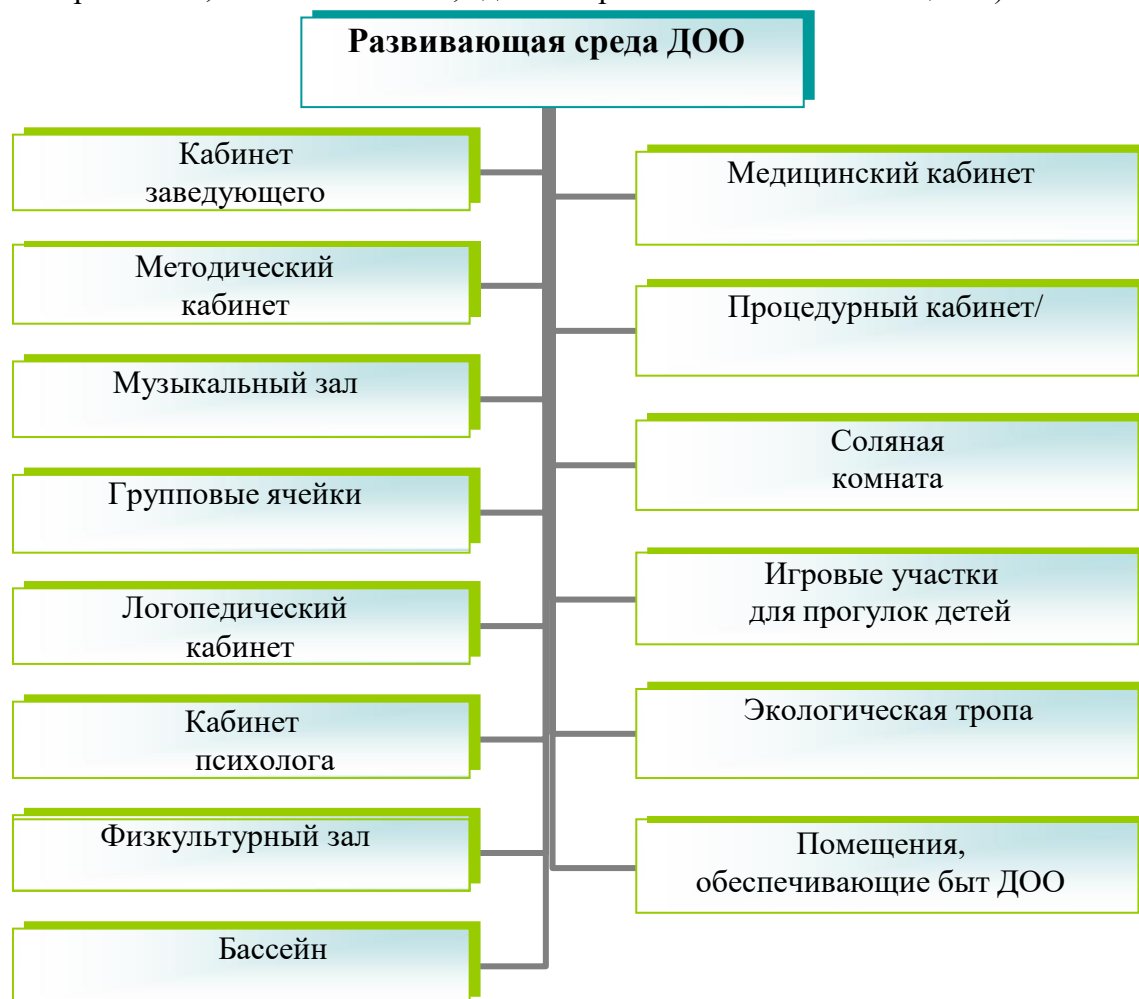 Развивающая среда ДОО
Кабинет
заведующего
Методический
кабинет
Музыкальный зал
Групповые ячейки
Логопедический
кабинет
Кабинет
психолога
Физкультурный зал
Бассейн
Медицинский кабинет
Процедурный кабинет/
Соляная
комната
Игровые участки
для прогулок детей
Экологическая тропа
Помещения,
обеспечивающие быт ДОО